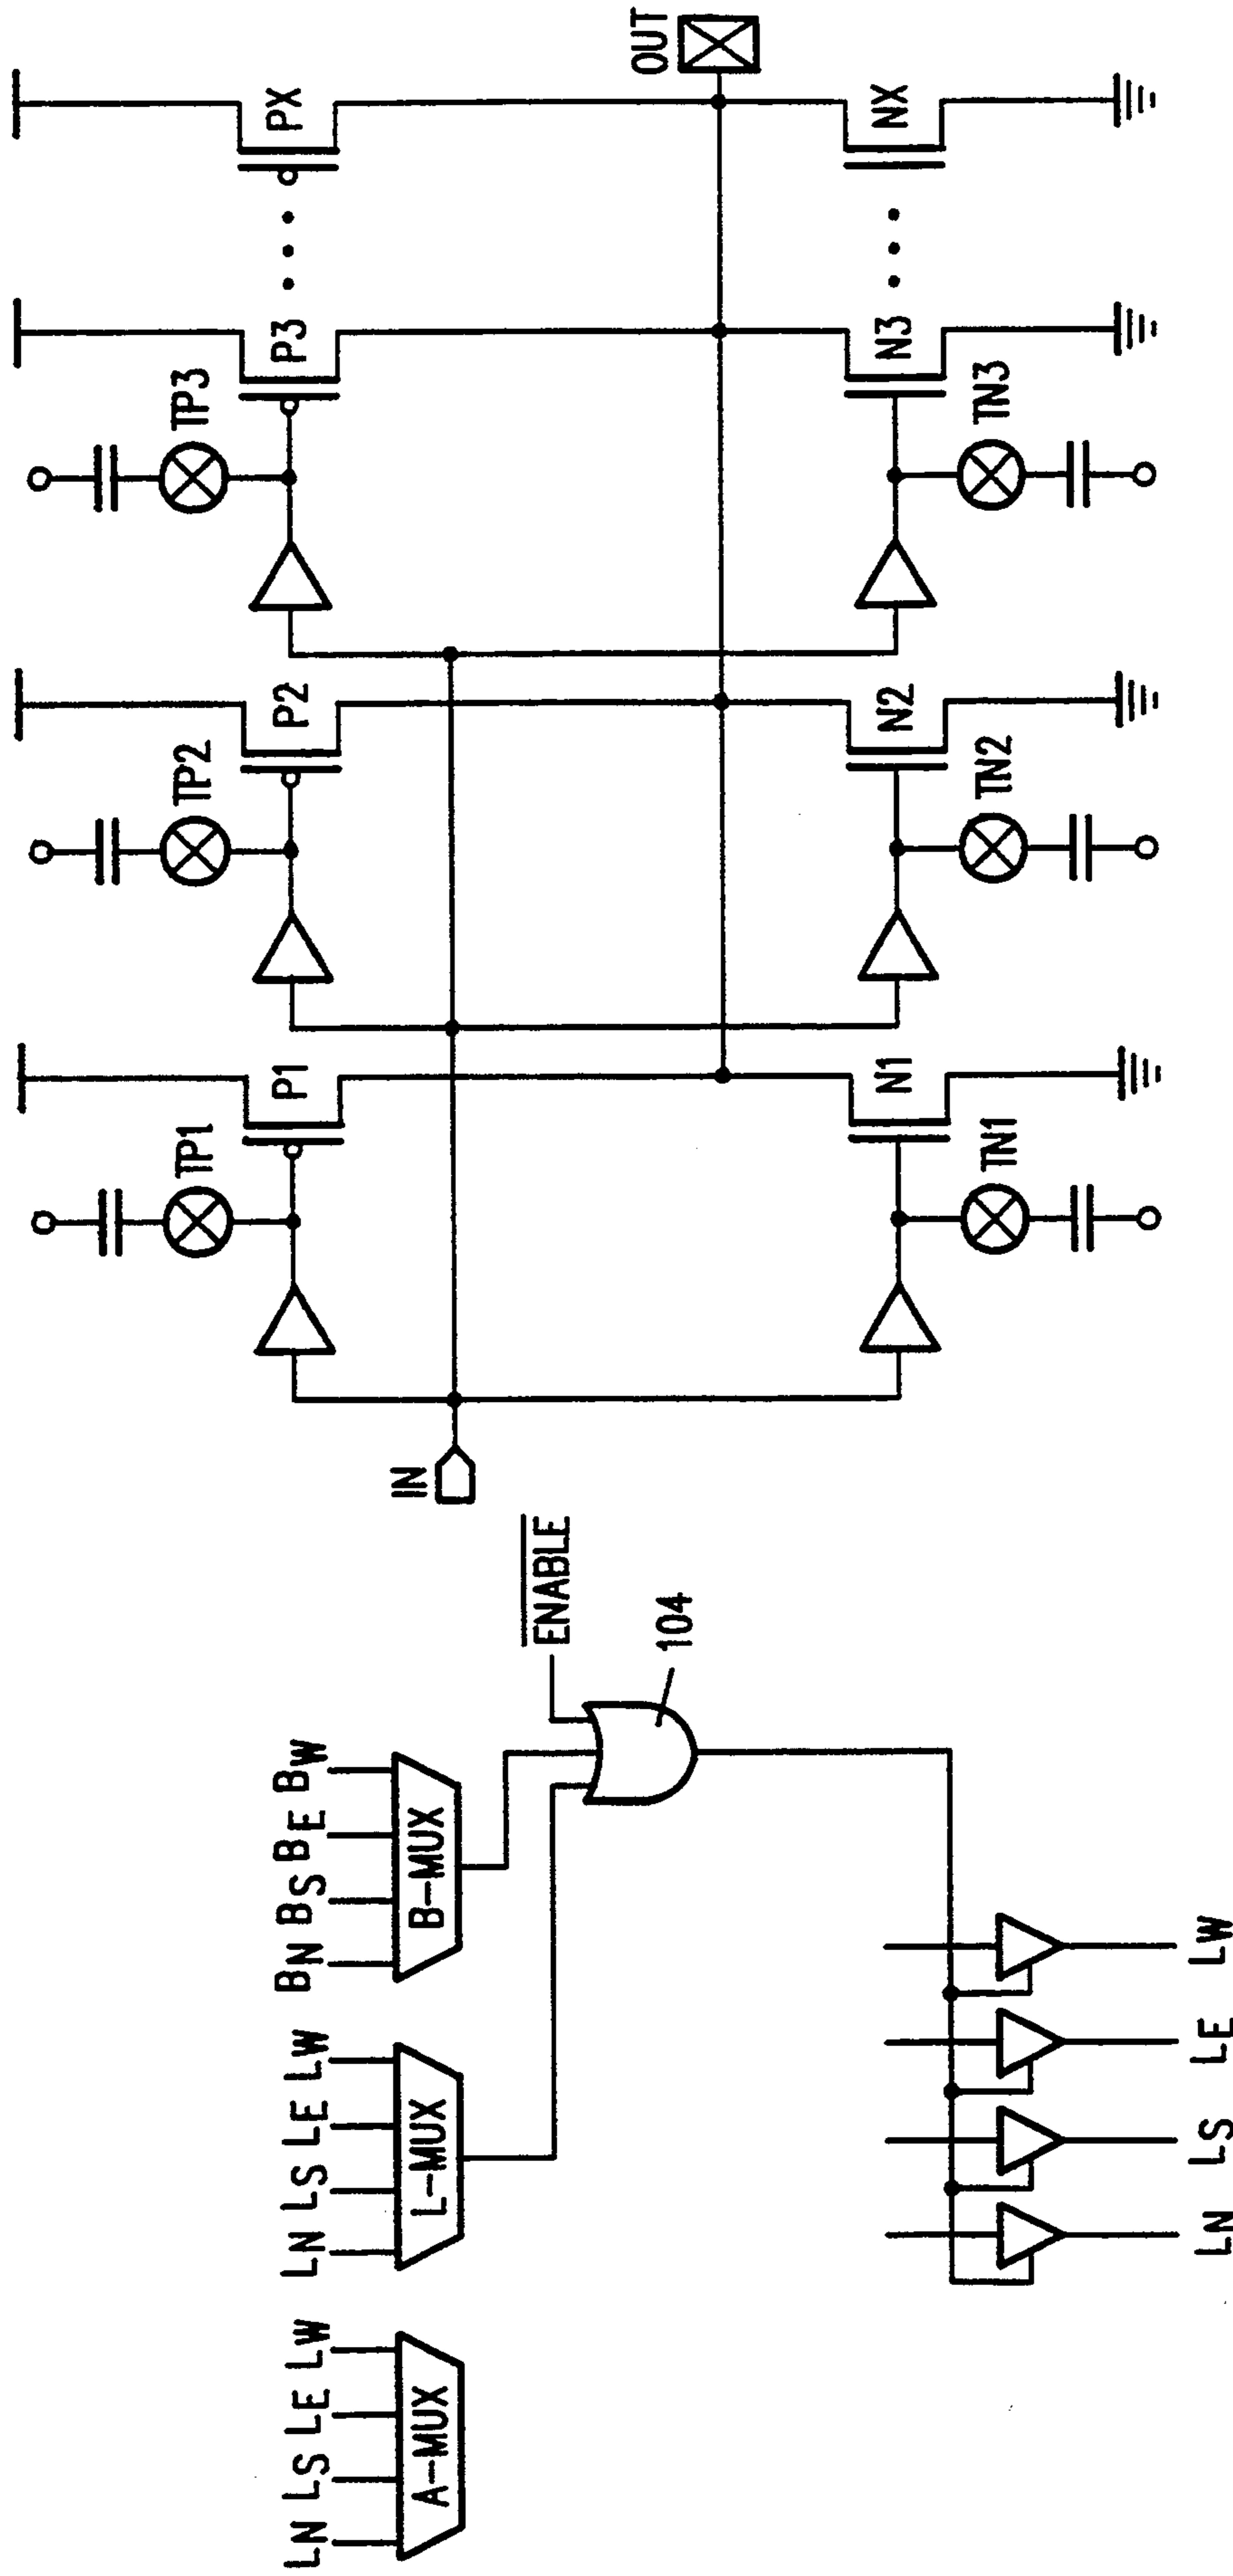 LN LS LE LW
A-MUX
LN LS LE LW
L-MUX
BN BS BE BW
B-MUX
ENABLE
104
LN LS LE LW
IN
TP1 P1
TP2 P2
TP3 P3
PX
OUT
N1
TN1
N2
TN2
N3
TN3
NX